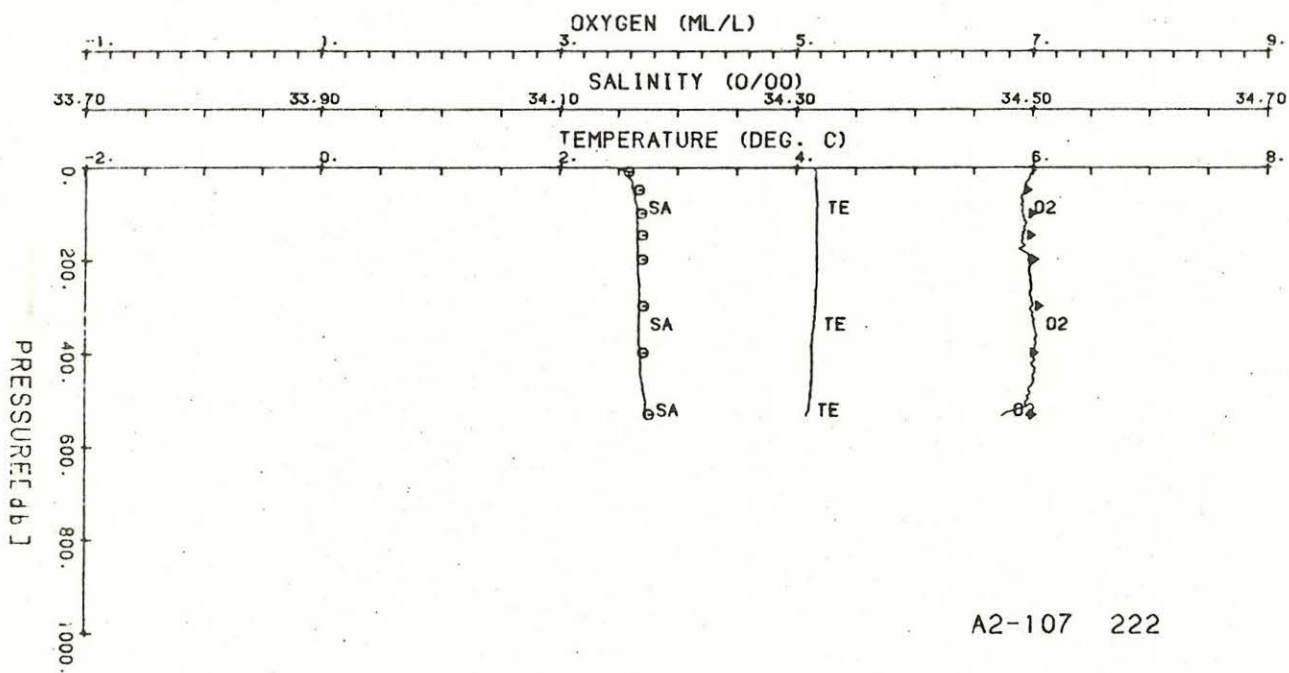 OXYGEN (ML/L)
-1. 1. 3. 5. 7. 9.
SALINITY (0/00)
33.70 33.90 34.10 34.30 34.50 34.70
TEMPERATURE (DEG. C)
-2. 0. 2. 4. 6. 8.
0.
SA TE O2
200.
SA TE O2
400.
SA TE O2
600.
800.
1000.
PRESSURE[db]
A2-107 222